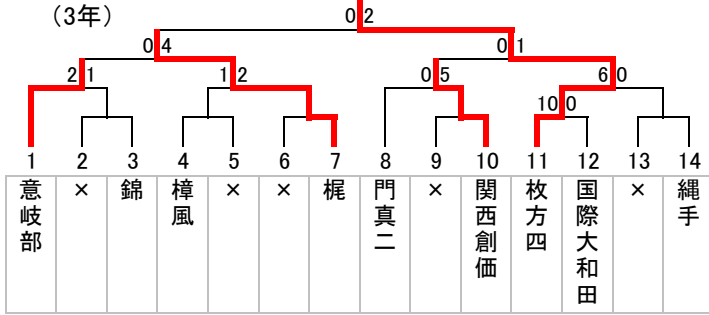 (3年)
0 2
0 4
0 1
2 1
1 2
0 5
6 0
10 0
1 2 3 4 5 6 7 8 9 10 11 12 13 14
意岐部
×
錦
樟風
×
×
梶
門真二
×
関西創価
枚方四
国際大和田
×
縄手